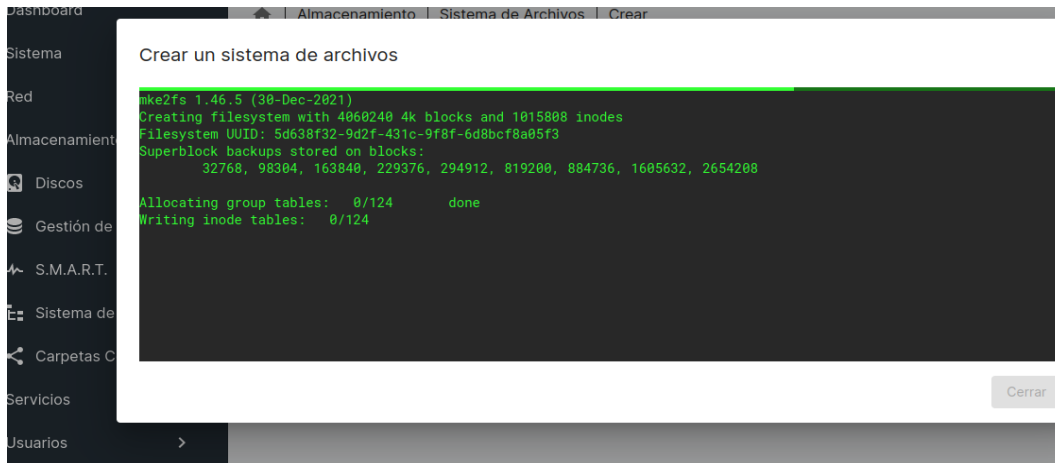 Dashboard
Almacenamiento | Sistema de Archivos | Crear
Sistema
Crear un sistema de archivos
Red
mke2fs 1.46.5 (30-Dec-2021)
Creating filesystem with 4060240 4k blocks and 1015808 inodes
Filesystem UUID: 5d638f32-9d2f-431c-9f8f-6d8bcf8a05f3
Almacenamient
Superblock backups stored on blocks:
32768, 98304, 163840, 229376, 294912, 819200, 884736, 1605632, 2654208
Discos
Allocating group tables: 0/124 done
Writing inode tables: 0/124
Gestión de
S.M.A.R.T.
Sistema de
Carpetas C
Cerrar
Servicios
Usuarios